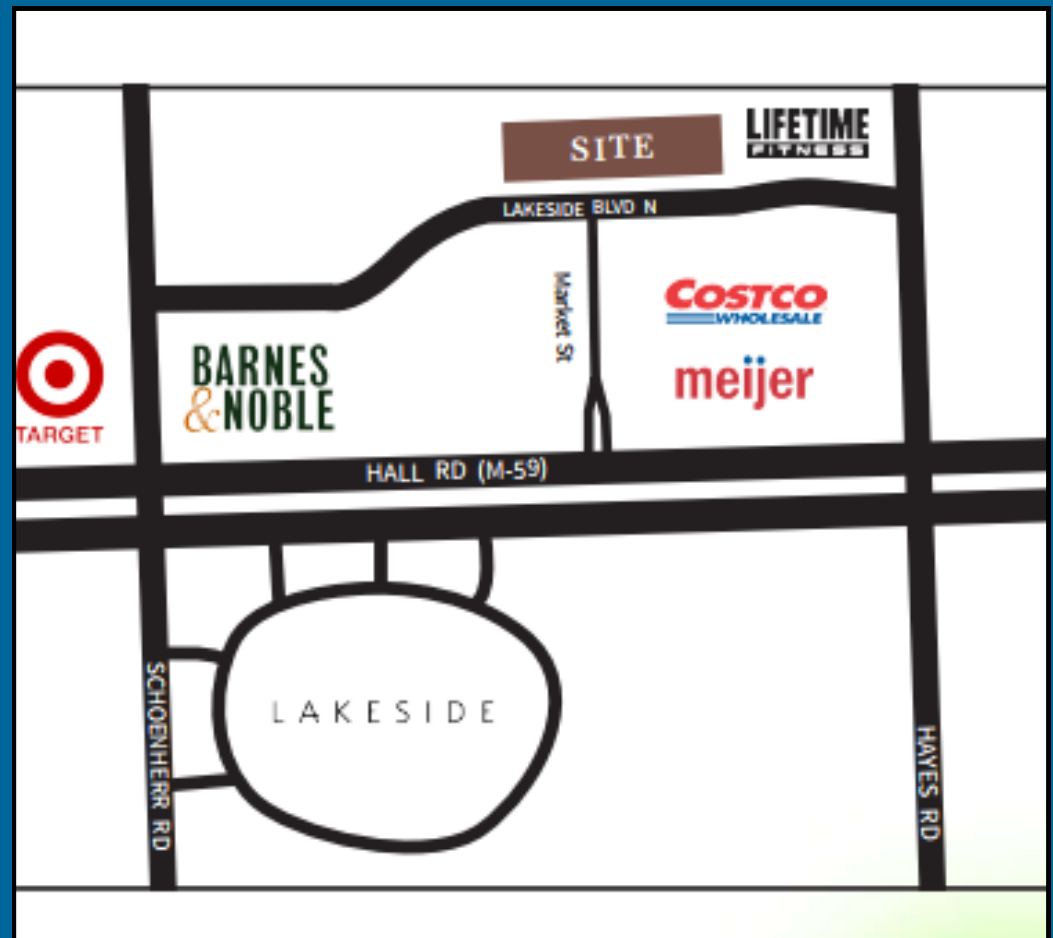 SITE
LIFETIME
FITNESS
LAKESIDE BLVD N
Market St
COSTCO
WHOLESALE
meijer
BARNES
&NOBLE
TARGET
HALL RD (M-59)
SCHOENHERR RD
LAKESIDE
HAYES RD